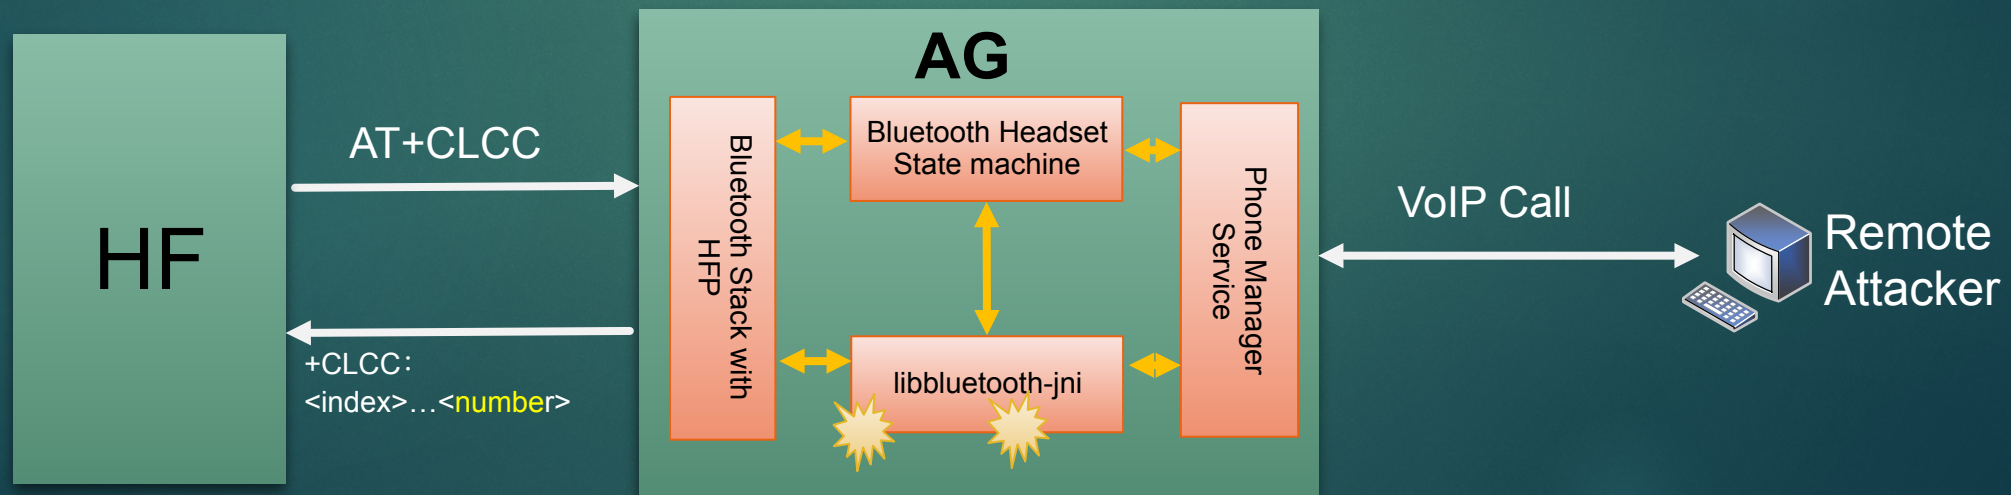 HF
AT+CLCC
+CLCC：
<index>…<number>
AG
Bluetooth Stack with
HFP
Bluetooth Headset
State machine
libbluetooth-jni
Phone Manager
Service
VoIP Call
Remote
Attacker